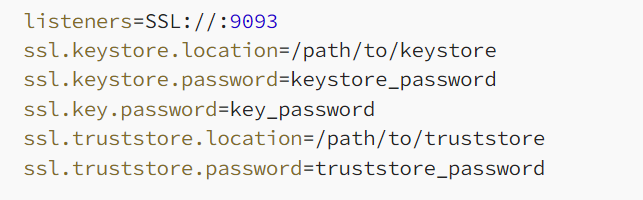 listeners=SSL://:9093
ssl.keystore.location=/path/to/keystore
ssl.keystore.password=keystore_password
ssl.key.password=key_password
ssl.truststore.location=/path/to/truststore
ssl.truststore.password=truststore_password